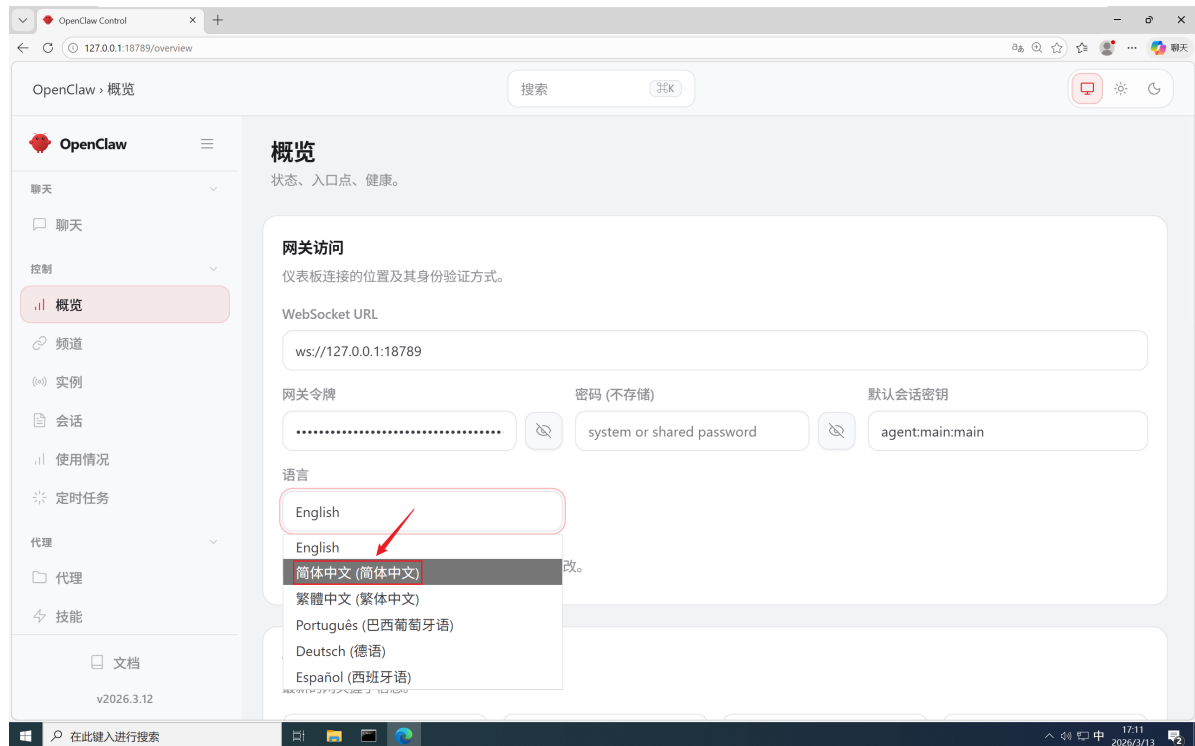 OpenClaw Control
127.0.0.1:18789/overview
聊天
OpenClaw › 概览
搜索
⌘K
OpenClaw
聊天
聊天
控制
概览
频道
实例
会话
使用情况
定时任务
代理
代理
技能
文档
v2026.3.12
概览
状态、入口点、健康。
网关访问
仪表板连接的位置及其身份验证方式。
WebSocket URL
ws://127.0.0.1:18789
网关令牌 密码 (不存储) 默认会话密钥
•••••••••••••••••••••••••••••••••••• system or shared password agent:main:main
语言
English
English
简体中文 (简体中文)
改。
繁體中文 (繁体中文)
Português (巴西葡萄牙语)
Deutsch (德语)
Español (西班牙语)
在此键入进行搜索
中
17:11
2026/3/13
2